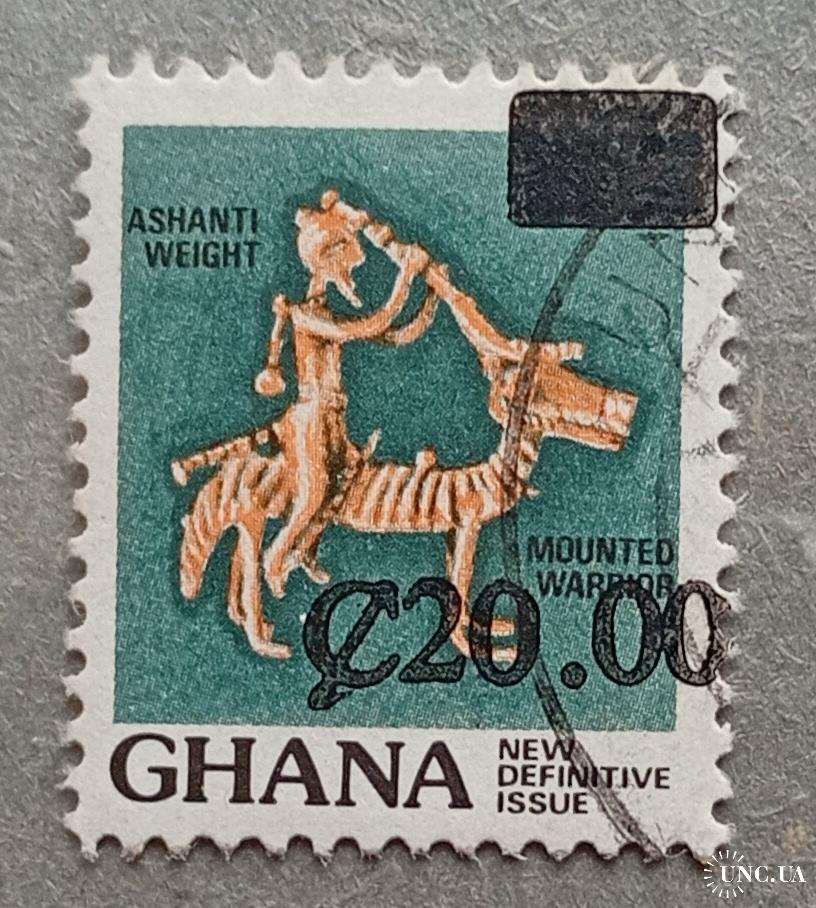 ASHANTI
WEIGHT
MOUNTED
WARRIOR
₵20.00
GHANA
NEW
DEFINITIVE
ISSUE
UNC.UA